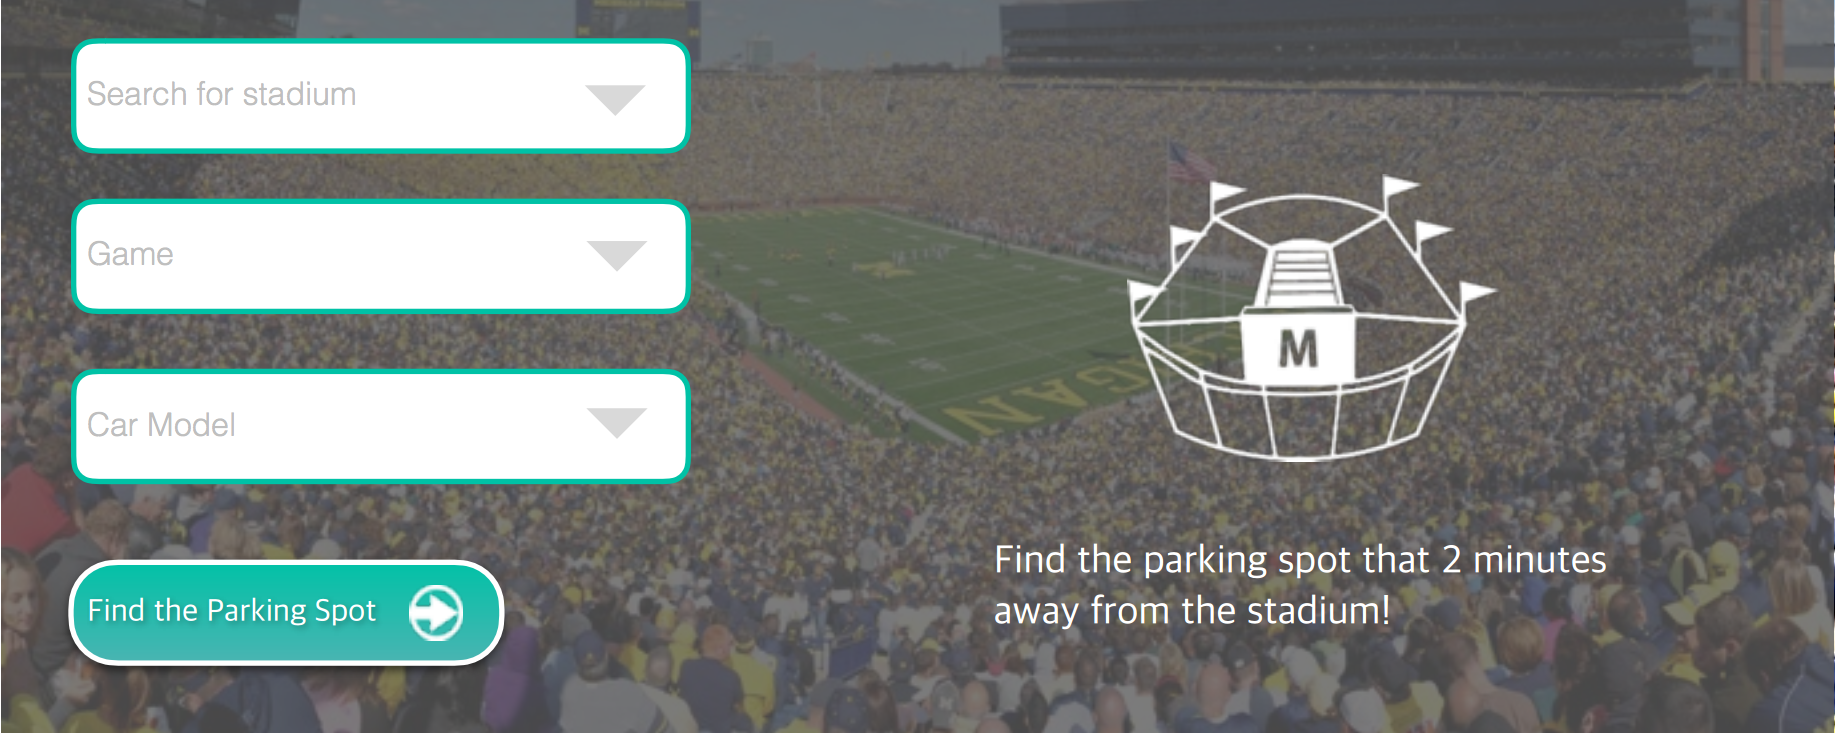 Search for stadium
Game
Car Model
Find the Parking Spot
M
Find the parking spot that 2 minutes
away from the stadium!